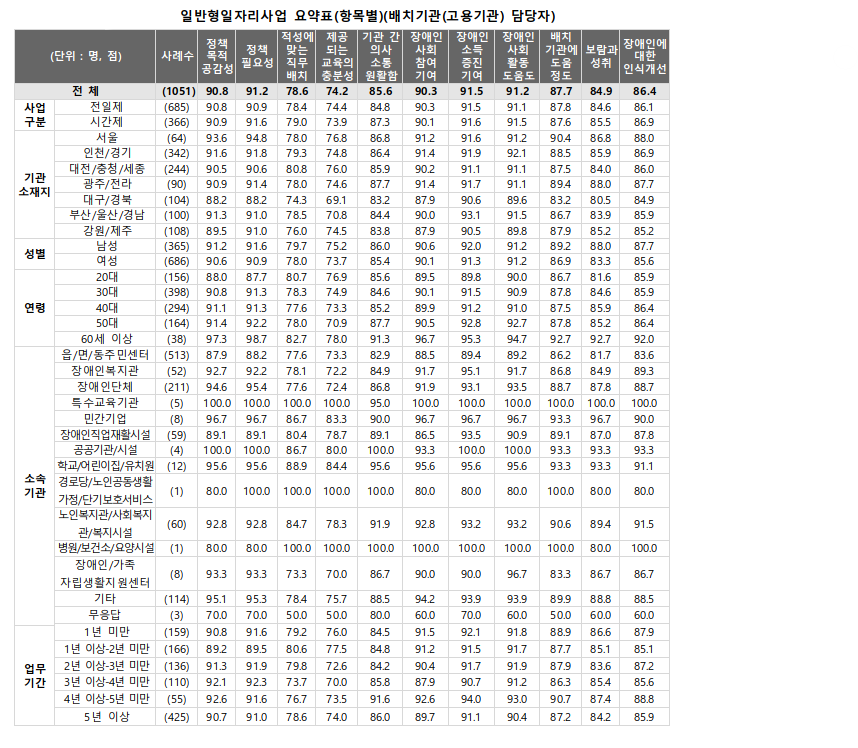 일반형일자리사업 요약표(항목별)(배치기관(고용기관) 담당자)
(단위 : 명, 점) 사례수 정책 목적 공감성 정책 필요성 적성에 맞는 직무 배치 제공 되는 교육의 충분성 기관 간 의사 소통 원활함 장애인 사회 참여 기여 장애인 소득 증진 기여 장애인 사회 활동 도움도 배치 기관에 도움 정도 보람과 성취 장애인에 대한 인식개선
전 체 (1051) 90.8 91.2 78.6 74.2 85.6 90.3 91.5 91.2 87.7 84.9 86.4
사업 구분 전일제 (685) 90.8 90.9 78.4 74.4 84.8 90.3 91.5 91.1 87.8 84.6 86.1
시간제 (366) 90.9 91.6 79.0 73.9 87.3 90.1 91.6 91.5 87.6 85.5 86.9
기관 소재지 서울 (64) 93.6 94.8 78.0 76.8 86.8 91.2 91.6 91.2 90.4 86.8 88.0
인천/경기 (342) 91.6 91.8 79.3 74.8 86.4 91.4 91.9 92.1 88.5 85.9 86.9
대전/충청/세종 (244) 90.5 90.6 80.8 76.0 85.9 90.2 91.1 91.1 87.5 84.0 86.0
광주/전라 (90) 90.9 91.4 78.0 74.6 87.7 91.4 91.7 91.1 89.4 88.0 87.7
대구/경북 (104) 88.2 88.2 74.3 69.1 83.2 87.9 90.6 89.6 83.2 80.5 84.9
부산/울산/경남 (100) 91.3 91.0 78.5 70.8 84.4 90.0 93.1 91.5 86.7 83.9 85.9
강원/제주 (108) 89.5 91.0 76.0 74.5 83.8 87.9 90.5 89.8 87.9 85.2 85.2
성별 남성 (365) 91.2 91.6 79.7 75.2 86.0 90.6 92.0 91.2 89.2 88.0 87.7
여성 (686) 90.6 90.9 78.0 73.7 85.4 90.1 91.3 91.2 86.9 83.3 85.6
연령 20대 (156) 88.0 87.7 80.7 76.9 85.6 89.5 89.8 90.0 86.7 81.6 85.9
30대 (398) 90.8 91.3 78.3 74.9 84.6 90.1 91.5 90.9 87.8 84.6 85.9
40대 (294) 91.1 91.3 77.6 73.3 85.2 89.9 91.2 91.0 87.5 85.9 86.4
50대 (164) 91.4 92.2 78.0 70.9 87.7 90.5 92.8 92.7 87.8 85.2 86.4
60세 이상 (38) 97.3 98.7 82.7 78.0 91.3 96.7 95.3 94.7 92.7 92.7 92.0
소속 기관 읍/면/동주민센터 (513) 87.9 88.2 77.6 73.3 82.9 88.5 89.4 89.2 86.2 81.7 83.6
장애인복지관 (52) 92.7 92.2 78.1 72.2 84.9 91.7 95.1 91.7 86.8 84.9 89.3
장애인단체 (211) 94.6 95.4 77.6 72.4 86.8 91.9 93.1 93.5 88.7 87.8 88.7
특수교육기관 (5) 100.0 100.0 100.0 100.0 95.0 100.0 100.0 100.0 100.0 100.0 100.0
민간기업 (8) 96.7 96.7 86.7 83.3 90.0 96.7 96.7 96.7 93.3 96.7 90.0
장애인직업재활시설 (59) 89.1 89.1 80.4 78.7 89.1 86.5 93.5 90.9 89.1 87.0 87.8
공공기관/시설 (4) 100.0 100.0 86.7 80.0 100.0 93.3 100.0 100.0 93.3 93.3 93.3
학교/어린이집/유치원 (12) 95.6 95.6 88.9 84.4 95.6 95.6 95.6 95.6 93.3 93.3 91.1
경로당/노인공동생활
가정/단기보호서비스 (1) 80.0 100.0 100.0 100.0 100.0 80.0 80.0 80.0 100.0 80.0 80.0
노인복지관/사회복지
관/복지시설 (60) 92.8 92.8 84.7 78.3 91.9 92.8 93.2 93.2 90.6 89.4 91.5
병원/보건소/요양시설 (1) 80.0 80.0 100.0 100.0 100.0 100.0 100.0 100.0 100.0 80.0 100.0
장애인/가족
자립생활지원센터 (8) 93.3 93.3 73.3 70.0 86.7 90.0 90.0 96.7 83.3 86.7 86.7
기타 (114) 95.1 95.3 78.4 75.7 88.5 94.2 93.9 93.9 89.9 88.8 88.5
무응답 (3) 70.0 70.0 50.0 50.0 80.0 60.0 70.0 60.0 50.0 60.0 60.0
업무 기간 1년 미만 (159) 90.8 91.6 79.2 76.0 84.5 91.5 92.1 91.8 88.9 86.6 87.9
1년 이상-2년 미만 (166) 89.2 89.5 80.6 77.5 84.8 91.2 91.5 91.7 87.7 85.1 85.1
2년 이상-3년 미만 (136) 91.3 91.9 79.8 72.6 84.2 90.4 91.7 91.9 87.9 83.6 87.2
3년 이상-4년 미만 (110) 92.1 92.3 73.7 70.0 85.8 87.9 90.7 91.2 86.3 85.4 85.6
4년 이상-5년 미만 (55) 92.6 91.6 76.7 73.5 91.6 92.6 94.0 93.0 90.7 87.4 88.8
5년 이상 (425) 90.7 91.0 78.6 74.0 86.0 89.7 91.1 90.4 87.2 84.2 85.9